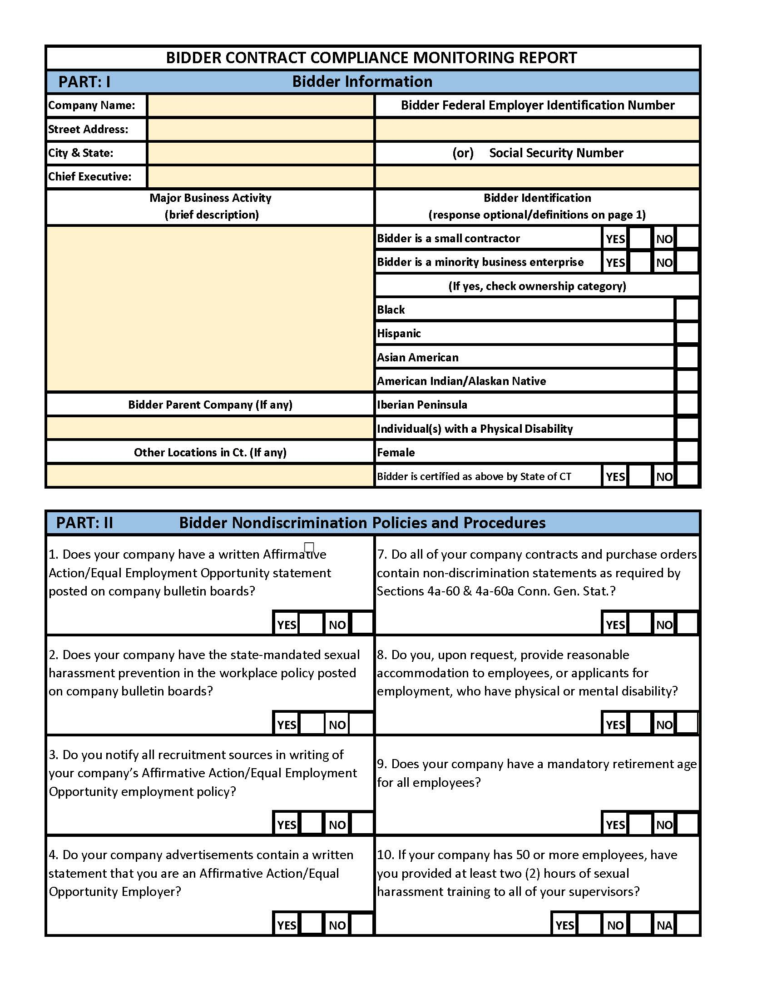 BIDDER CONTRACT COMPLIANCE MONITORING REPORT
PART: I Bidder Information
Company Name:
Bidder Federal Employer Identification Number
Street Address:
City & State:
(or) Social Security Number
Chief Executive:
Major Business Activity
(brief description)
Bidder Identification
(response optional/definitions on page 1)
Bidder is a small contractor YES NO
Bidder is a minority business enterprise YES NO
(If yes, check ownership category)
Black
Hispanic
Asian American
American Indian/Alaskan Native
Bidder Parent Company (If any)
Iberian Peninsula
Individual(s) with a Physical Disability
Other Locations in Ct. (If any)
Female
Bidder is certified as above by State of CT YES NO
PART: II Bidder Nondiscrimination Policies and Procedures
1. Does your company have a written Affirmative
Action/Equal Employment Opportunity statement
posted on company bulletin boards?
YES NO
7. Do all of your company contracts and purchase orders
contain non-discrimination statements as required by
Sections 4a-60 & 4a-60a Conn. Gen. Stat.?
YES NO
2. Does your company have the state-mandated sexual
harassment prevention in the workplace policy posted
on company bulletin boards?
YES NO
8. Do you, upon request, provide reasonable
accommodation to employees, or applicants for
employment, who have physical or mental disability?
YES NO
3. Do you notify all recruitment sources in writing of
your company’s Affirmative Action/Equal Employment
Opportunity employment policy?
YES NO
9. Does your company have a mandatory retirement age
for all employees?
YES NO
4. Do your company advertisements contain a written
statement that you are an Affirmative Action/Equal
Opportunity Employer?
YES NO
10. If your company has 50 or more employees, have
you provided at least two (2) hours of sexual
harassment training to all of your supervisors?
YES NO NA